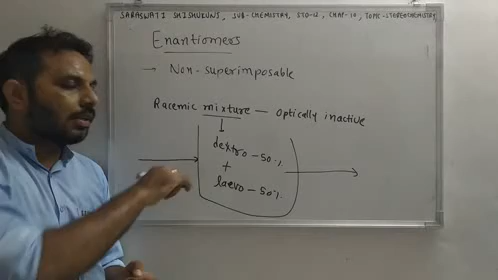 SARASWATI SHISHUKUNJ, SUB-CHEMISTRY, STD-12, CHAP-10, TOPIC-STEREOCHEMISTRY
Enantiomers
→ Non-superimposable
Racemic mixture — optically inactive
dextro - 50%
+
laevo - 50%